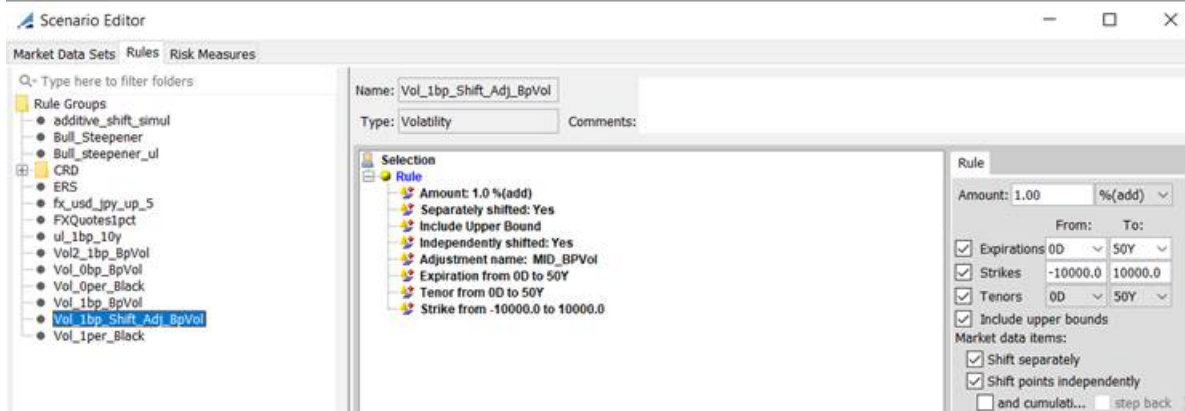 Scenario Editor
Market Data Sets Rules Risk Measures
Type here to filter folders
Rule Groups
additive_shift_simul
Bull_Steepener
Bull_steepener_ul
CRD
ERS
fx_usd_jpy_up_5
FXQuotes1pct
ul_1bp_10y
Vol2_1bp_BpVol
Vol_0bp_BpVol
Vol_0per_Black
Vol_1bp_BpVol
Vol_1bp_Shift_Adj_BpVol
Vol_1per_Black
Name: Vol_1bp_Shift_Adj_BpVol
Type: Volatility Comments:
Selection
Rule
Amount: 1.0 %(add)
Separately shifted: Yes
Include Upper Bound
Independently shifted: Yes
Adjustment name: MID_BPVol
Expiration from 0D to 50Y
Tenor from 0D to 50Y
Strike from -10000.0 to 10000.0
Rule
Amount: 1.00 %(add)
From: To:
Expirations 0D 50Y
Strikes -10000.0 10000.0
Tenors 0D 50Y
Include upper bounds
Market data items:
Shift separately
Shift points independently
and cumulati... step back